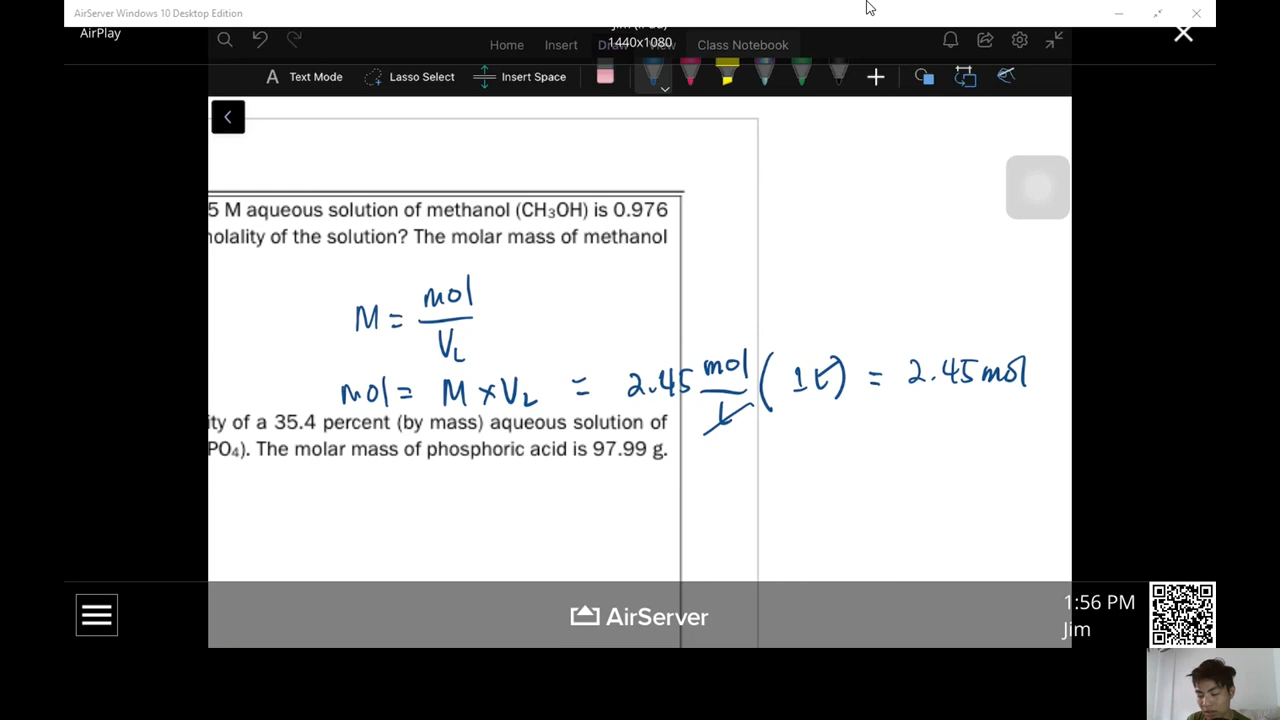 AirServer Windows 10 Desktop Edition
AirPlay
1440x1080
Home Insert Draw View Class Notebook
Text Mode Lasso Select Insert Space
5 M aqueous solution of methanol (CH₃OH) is 0.976
olality of the solution? The molar mass of methanol
M = mol / V_L
mol = M × V_L = 2.45 mol / L ( 1 L ) = 2.45 mol
ity of a 35.4 percent (by mass) aqueous solution of
PO₄). The molar mass of phosphoric acid is 97.99 g.
AirServer
1:56 PM
Jim